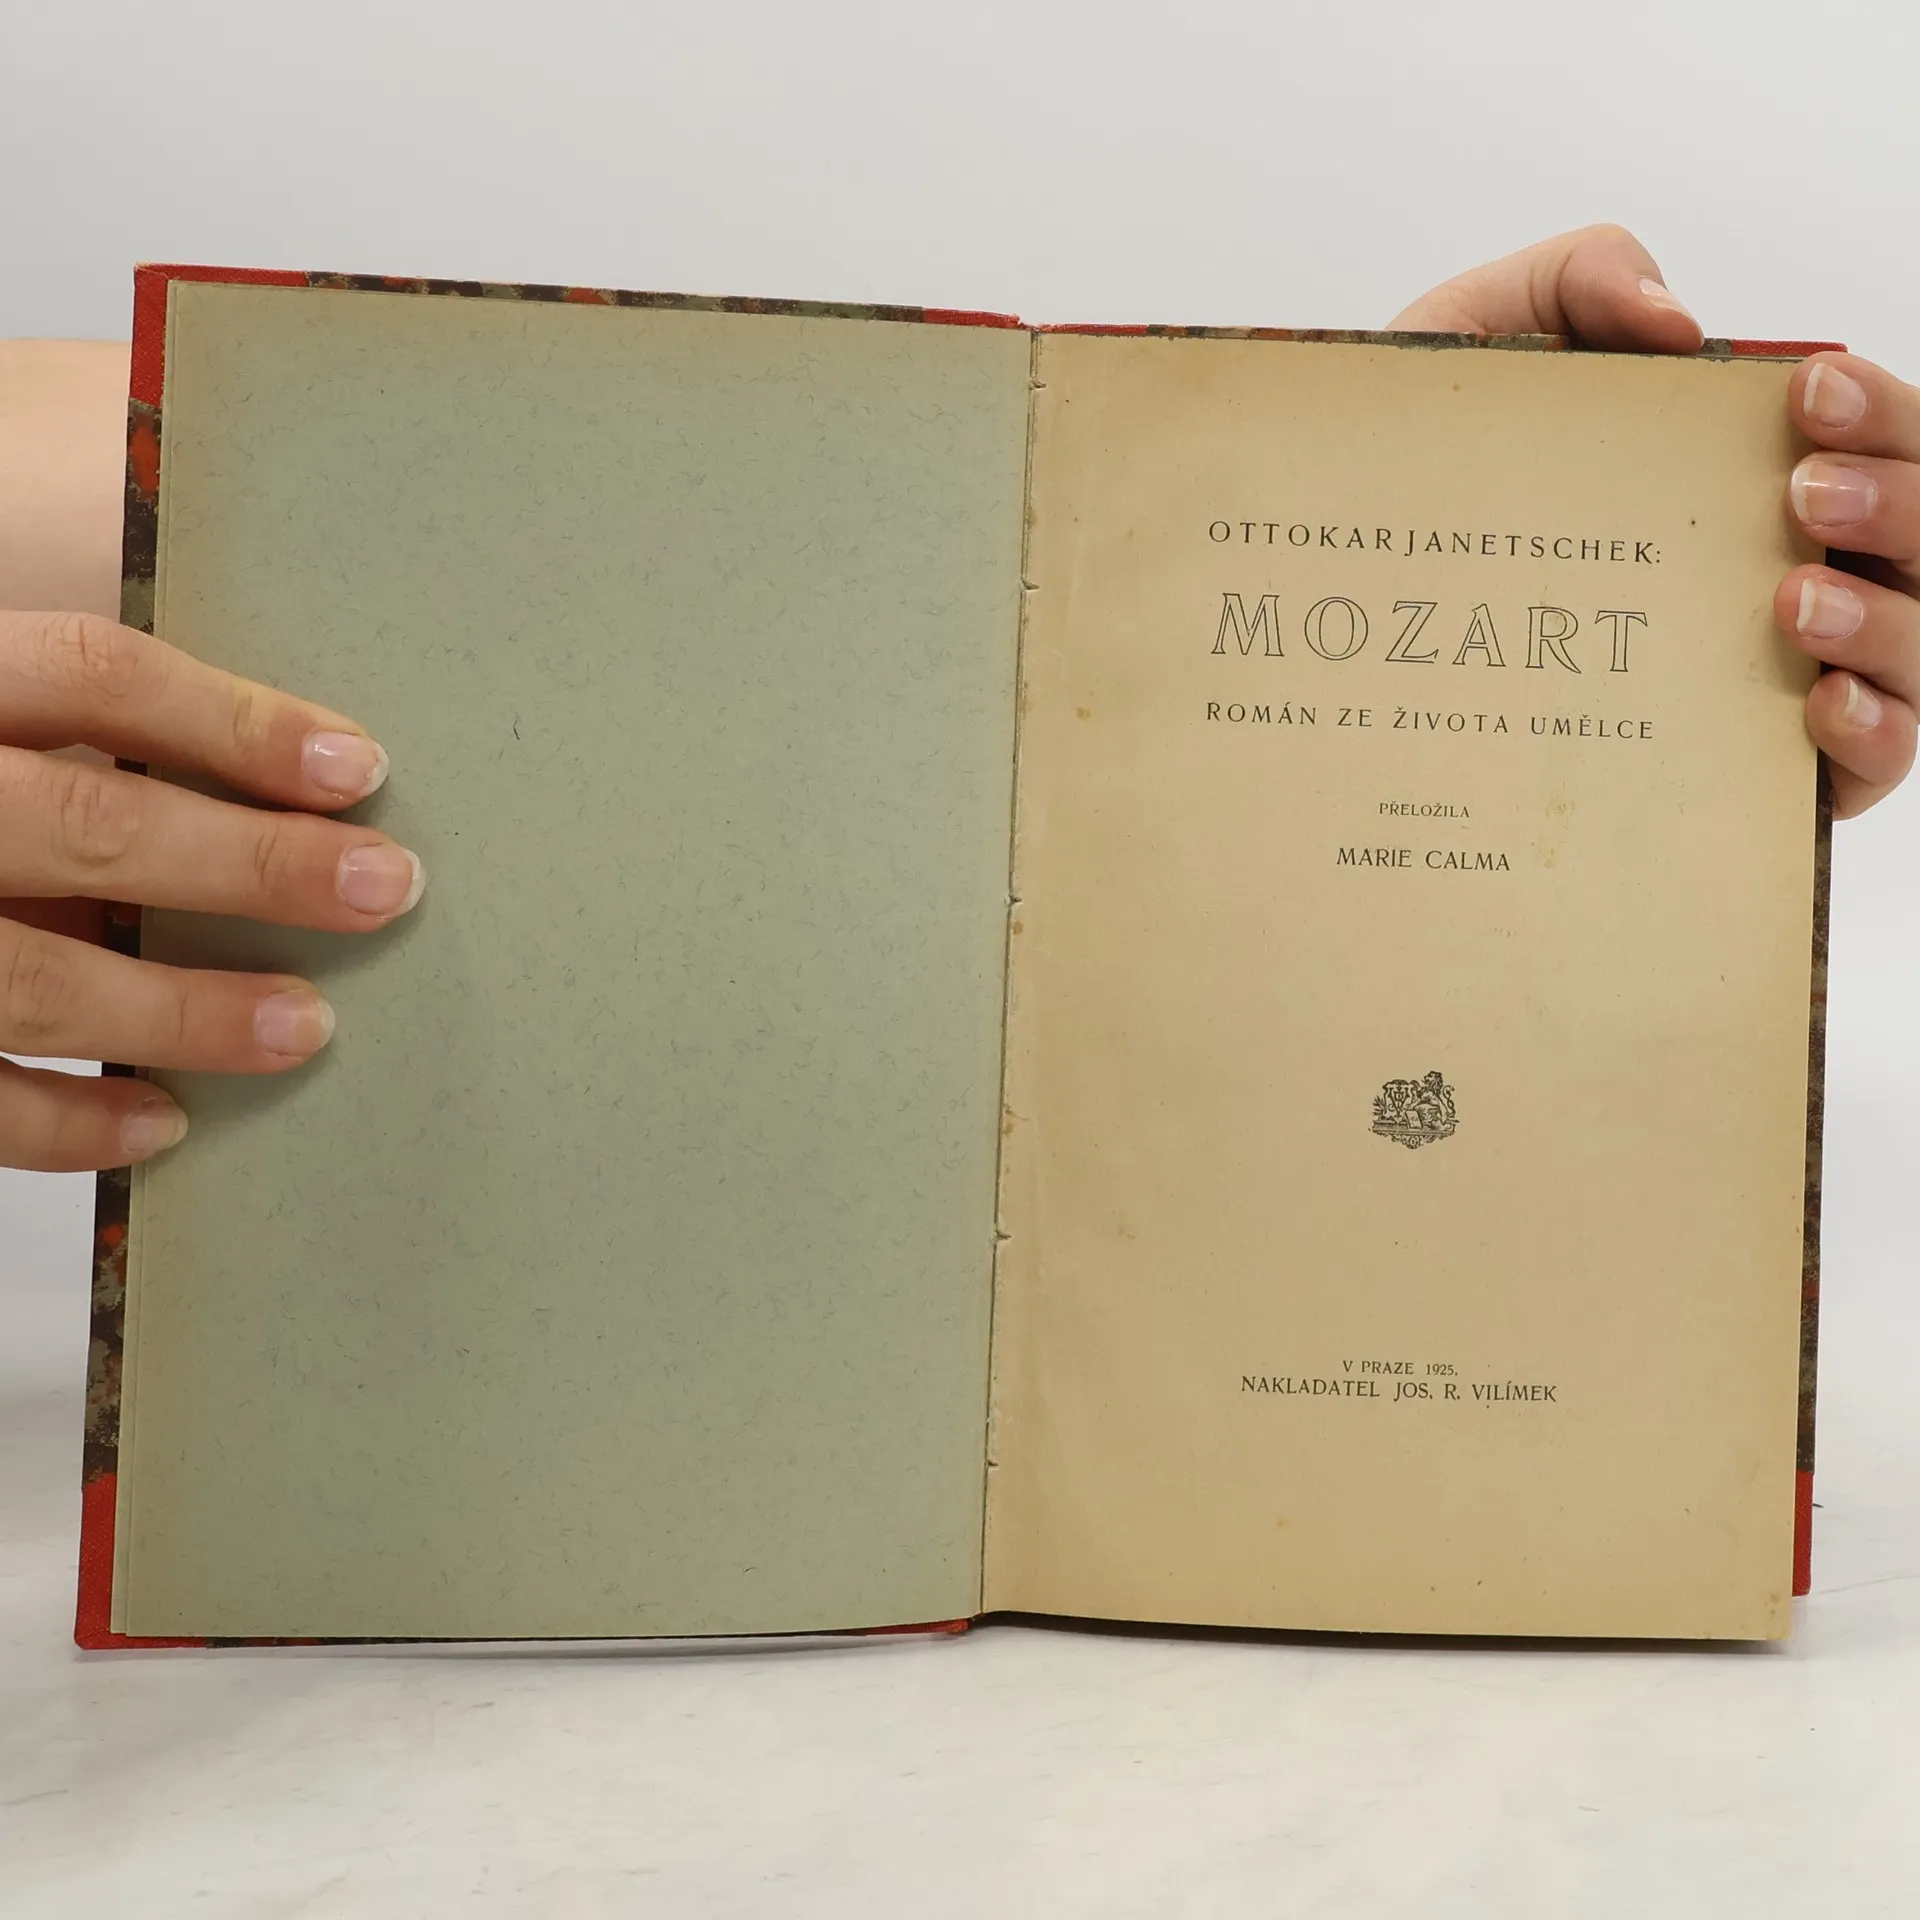 OTTOKAR JANETSCHEK:
MOZART
ROMÁN ZE ŽIVOTA UMĚLCE
PŘELOŽILA
MARIE CALMA
V PRAZE 1925,
NAKLADATEL JOS. R. VILÍMEK